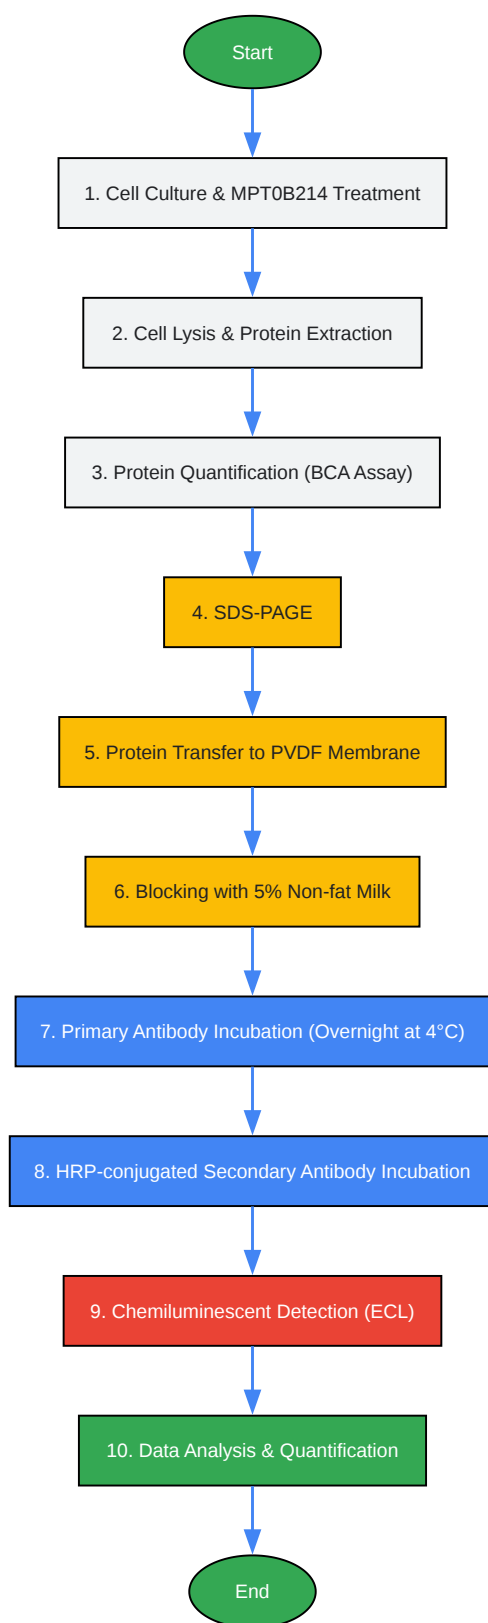 Start
1. Cell Culture & MPT0B214 Treatment
2. Cell Lysis & Protein Extraction
3. Protein Quantification (BCA Assay)
4. SDS-PAGE
5. Protein Transfer to PVDF Membrane
6. Blocking with 5% Non-fat Milk
7. Primary Antibody Incubation (Overnight at 4°C)
8. HRP-conjugated Secondary Antibody Incubation
9. Chemiluminescent Detection (ECL)
10. Data Analysis & Quantification
End